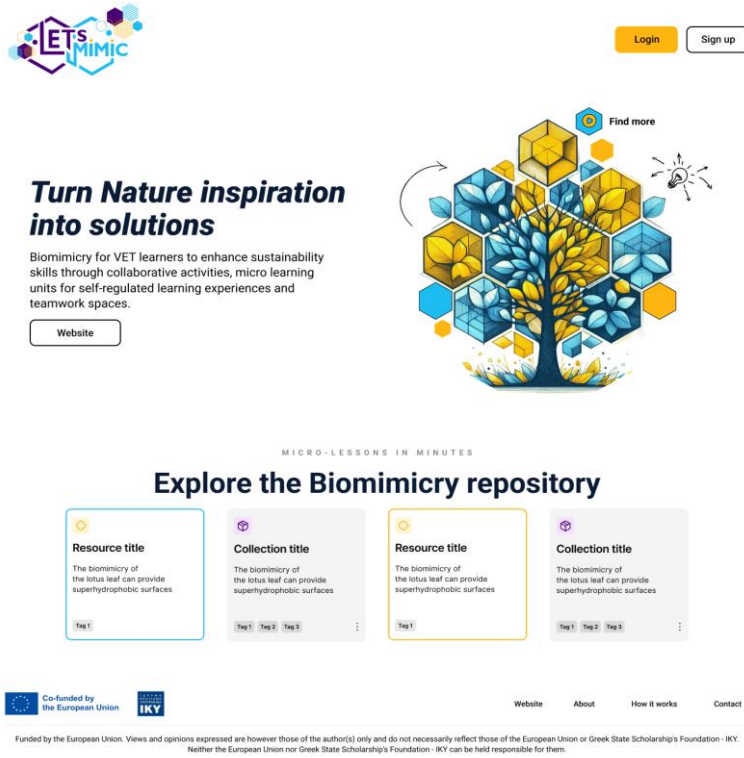 LET'S
MiMiC
Login
Sign up
Find more
Turn Nature inspiration
into solutions
Biomimicry for VET learners to enhance sustainability
skills through collaborative activities, micro learning
units for self-regulated learning experiences and
teamwork spaces.
Website
MICRO-LESSONS IN MINUTES
Explore the Biomimicry repository
Resource title
The biomimicry of
the lotus leaf can provide
superhydrophobic surfaces
Tag 1
Collection title
The biomimicry of
the lotus leaf can provide
superhydrophobic surfaces
Tag 1 Tag 2 Tag 3
Resource title
The biomimicry of
the lotus leaf can provide
superhydrophobic surfaces
Tag 1
Collection title
The biomimicry of
the lotus leaf can provide
superhydrophobic surfaces
Tag 1 Tag 2 Tag 3
Co-funded by
the European Union
IKY
Website About How it works Contact
Funded by the European Union. Views and opinions expressed are however those of the author(s) only and do not necessarily reflect those of the European Union or Greek State Scholarship's Foundation - IKY.
Neither the European Union nor Greek State Scholarship's Foundation - IKY can be held responsible for them.